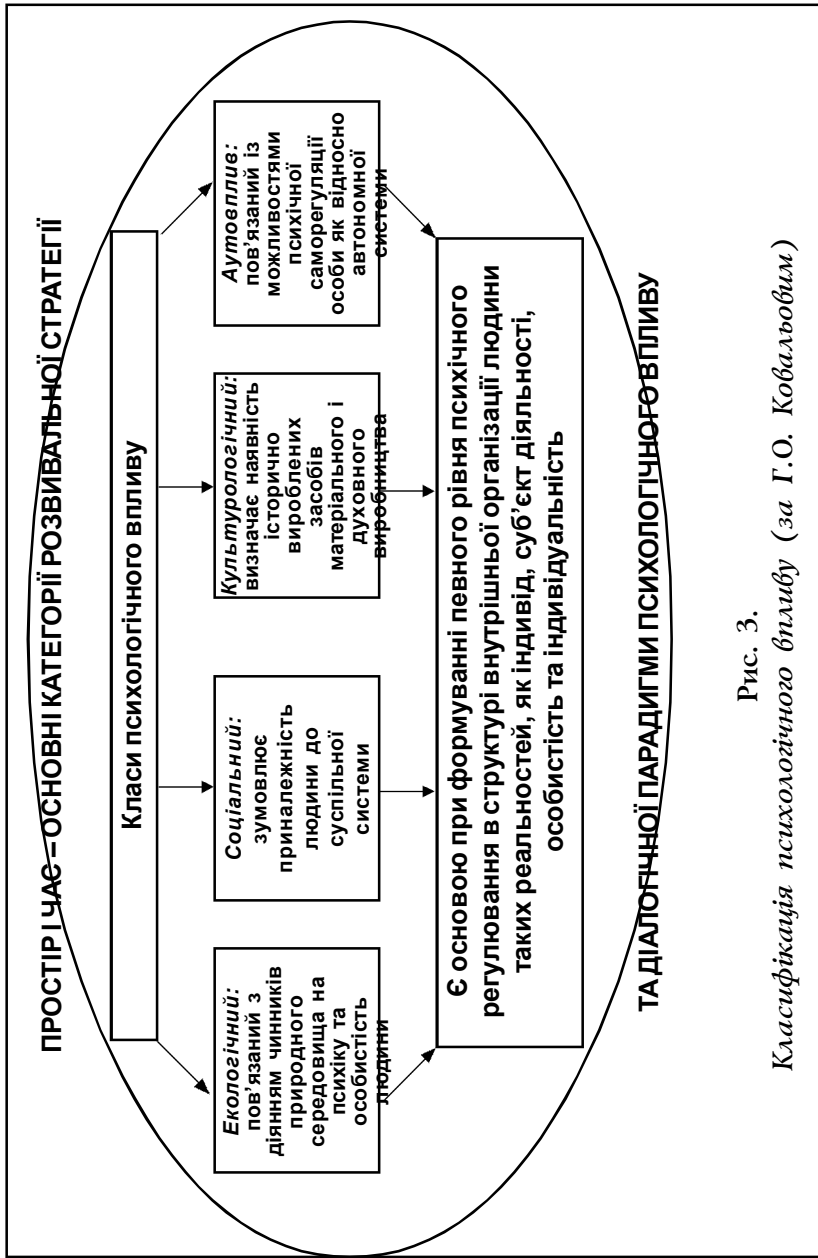 ПРОСТІР І ЧАС – ОСНОВНІ КАТЕГОРІЇ РОЗВИВАЛЬНОЇ СТРАТЕГІЇ
Класи психологічного впливу
Екологічний:
пов’язаний з
діянням чинників
природного
середовища на
психіку та
особистість
людини
Соціальний:
зумовлює
приналежність
людини до
суспільної
системи
Культурологічний:
визначає наявність
історично
вироблених
засобів
матеріального і
духовного
виробництва
Аутовплив:
пов’язаний із
можливостями
психічної
саморегуляції
особи як відносно
автономної
системи
Є основою при формуванні певного рівня психічного
регулювання в структурі внутрішньої організації людини
таких реальностей, як індивід, суб’єкт діяльності,
особистість та індивідуальність
ТА ДІАЛОГІЧНОЇ ПАРАДИГМИ ПСИХОЛОГІЧНОГО ВПЛИВУ
Рис. 3.
Класифікація психологічного впливу (за Г.О. Ковальовим)